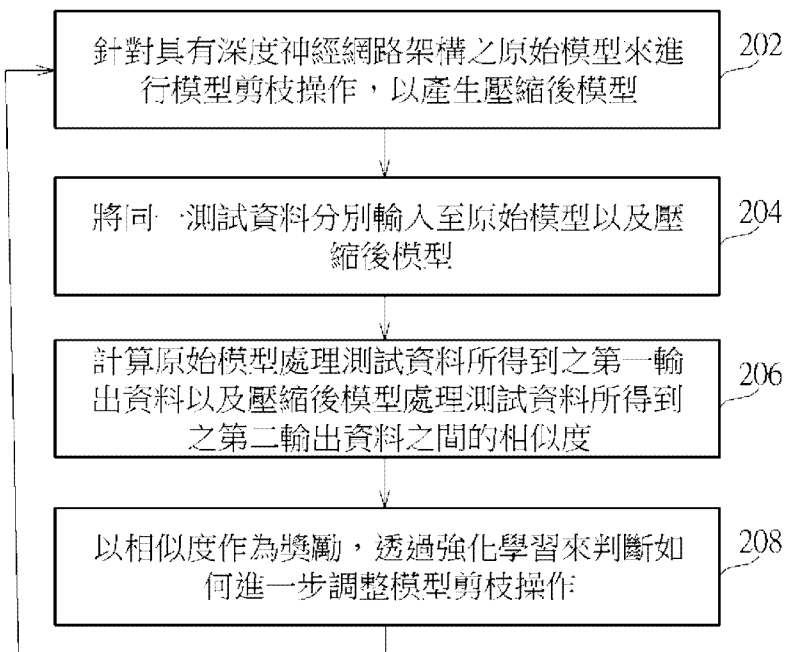 針對具有深度神經網路架構之原始模型來進
行模型剪枝操作，以產生壓縮後模型
202
將同一測試資料分別輸入至原始模型以及壓
縮後模型
204
計算原始模型處理測試資料所得到之第一輸
出資料以及壓縮後模型處理測試資料所得到
之第二輸出資料之間的相似度
206
以相似度作為獎勵，透過強化學習來判斷如
何進一步調整模型剪枝操作
208